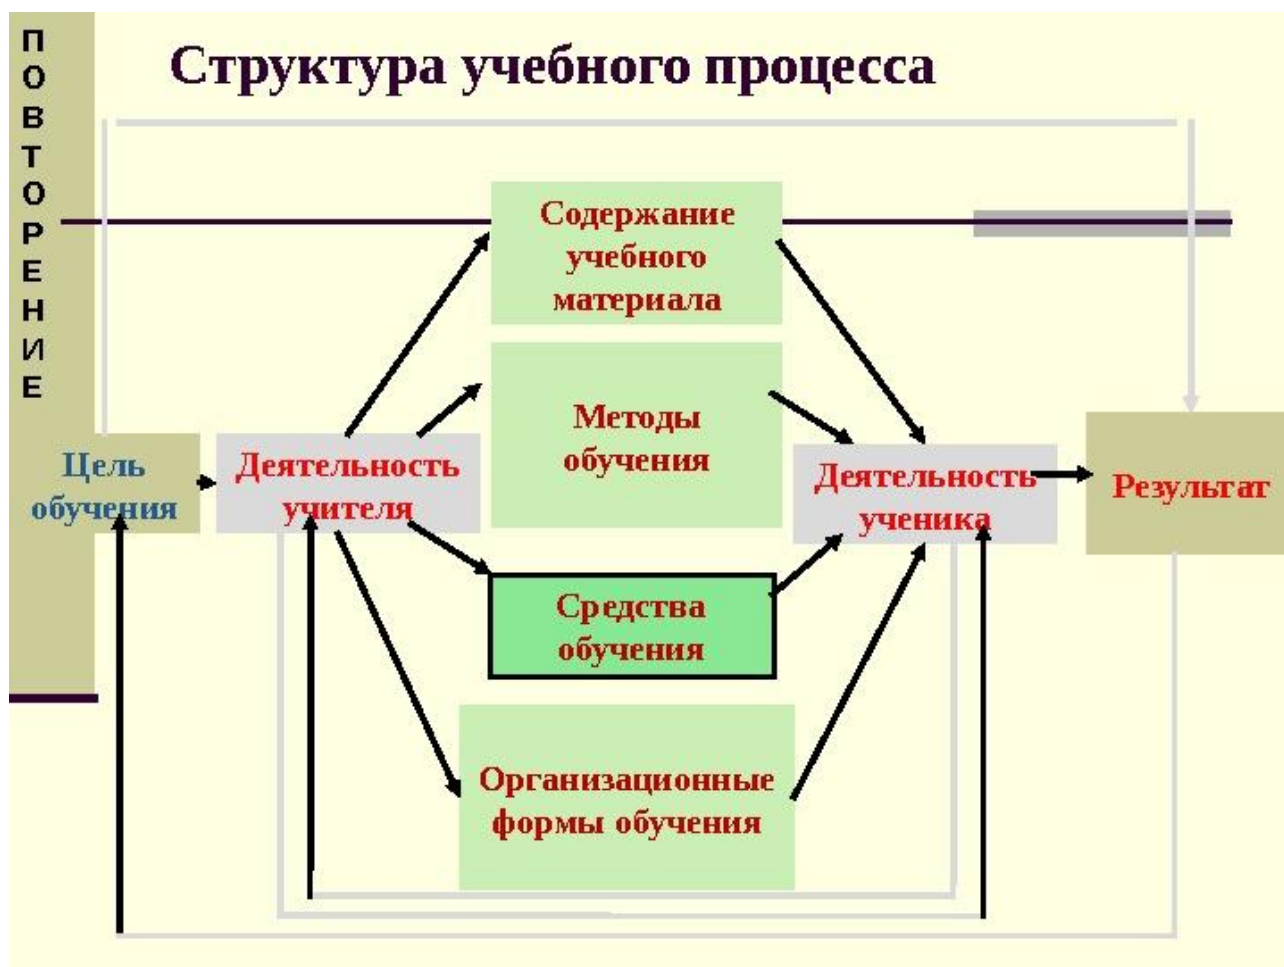 ПОВТОРЕНИЕ
Структура учебного процесса
Содержание
учебного
материала
Методы
обучения
Цель
обучения
Деятельность
учителя
Деятельность
ученика
Результат
Средства
обучения
Организационные
формы обучения